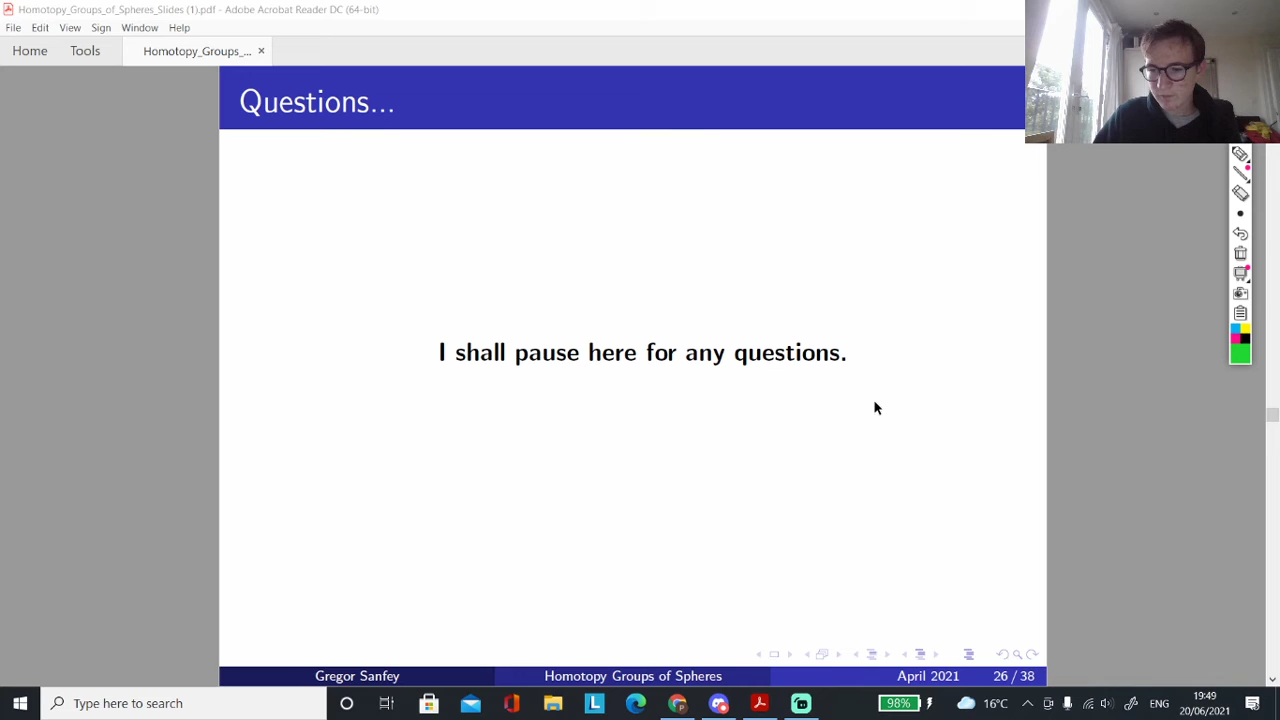 Homotopy_Groups_of_Spheres_Slides (1).pdf - Adobe Acrobat Reader DC (64-bit)
File Edit View Sign Window Help
Home Tools Homotopy_Groups_... ×
Questions...
I shall pause here for any questions.
Gregor Sanfey Homotopy Groups of Spheres April 2021 26 / 38
Type here to search 98% 16°C ENG 19:49
20/06/2021